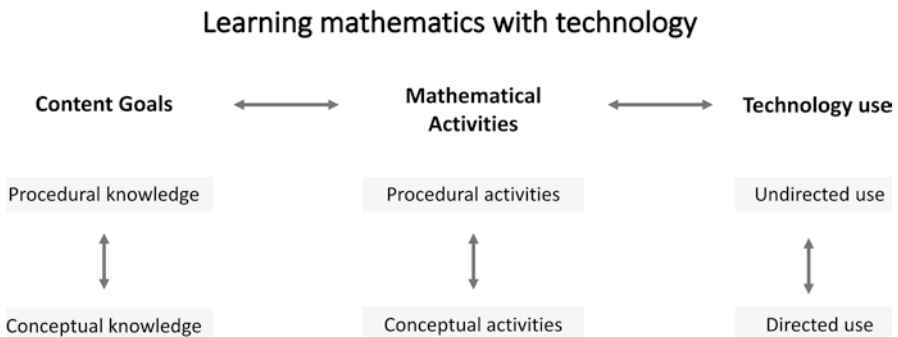 Learning mathematics with technology
Content Goals
Mathematical
Activities
Technology use
Procedural knowledge
Procedural activities
Undirected use
Conceptual knowledge
Conceptual activities
Directed use